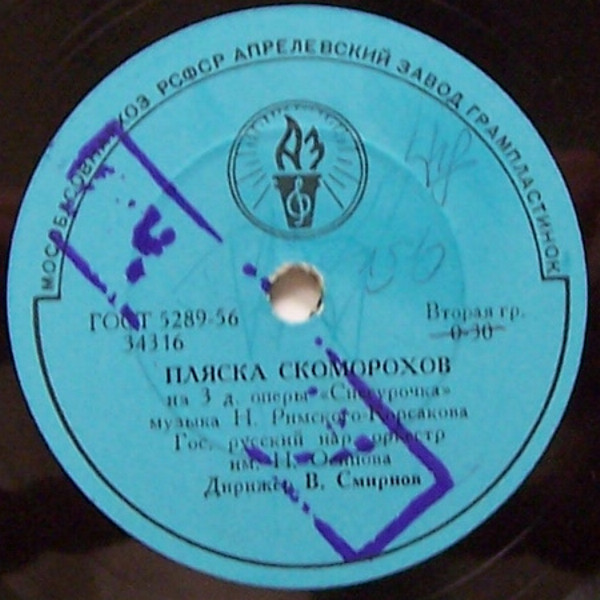 МОСОБЛСОВНАРХОЗ РСФСР АПРЕЛЕВСКИЙ ЗАВОД ГРАМПЛАСТИНОК
АЗ
ГОСТ 5289-56
34316
Вторая гр.
0-30
ПЛЯСКА СКОМОРОХОВ
из 3 д. оперы «Снегурочка»
музыка Н. Римского-Корсакова
Гос. русский нар. оркестр
им. Н. Осипова
Дирижер В. Смирнов